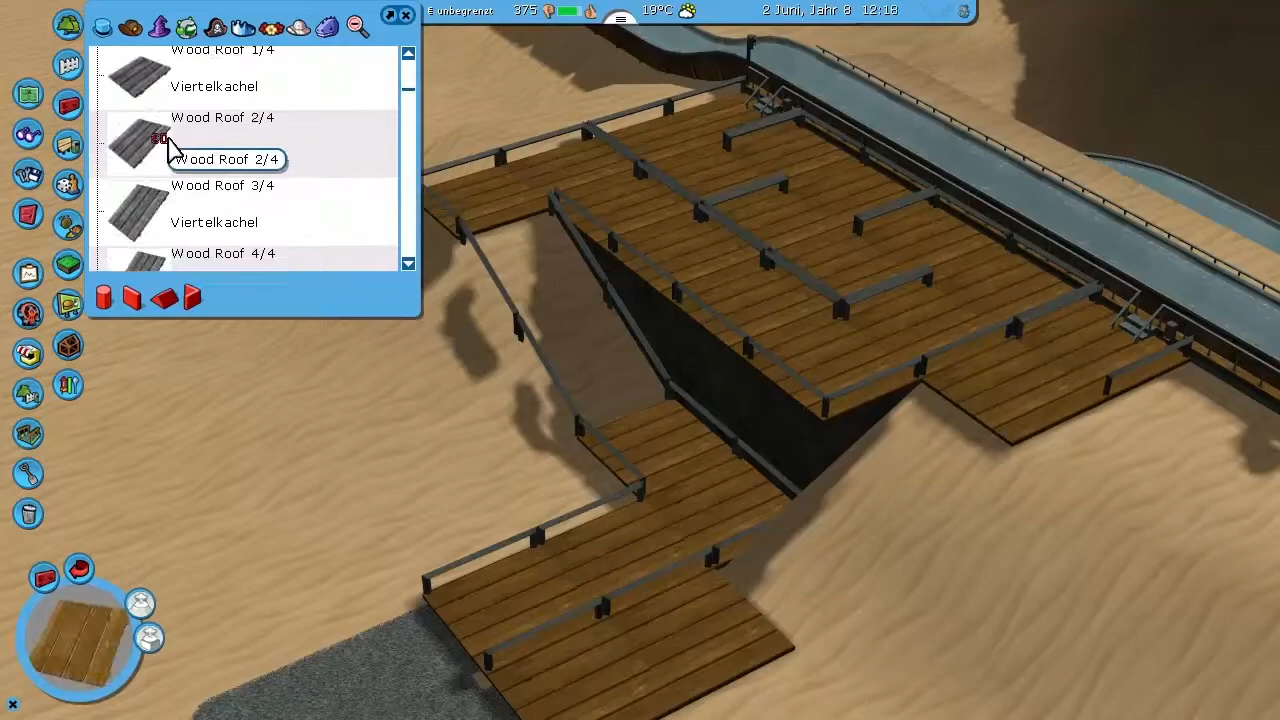 € unbegrenzt 375 19°C 2 Juni, Jahr 8 12:18
Wood Roof 1/4
Viertelkachel
Wood Roof 2/4
Wood Roof 2/4
Wood Roof 3/4
Viertelkachel
Wood Roof 4/4